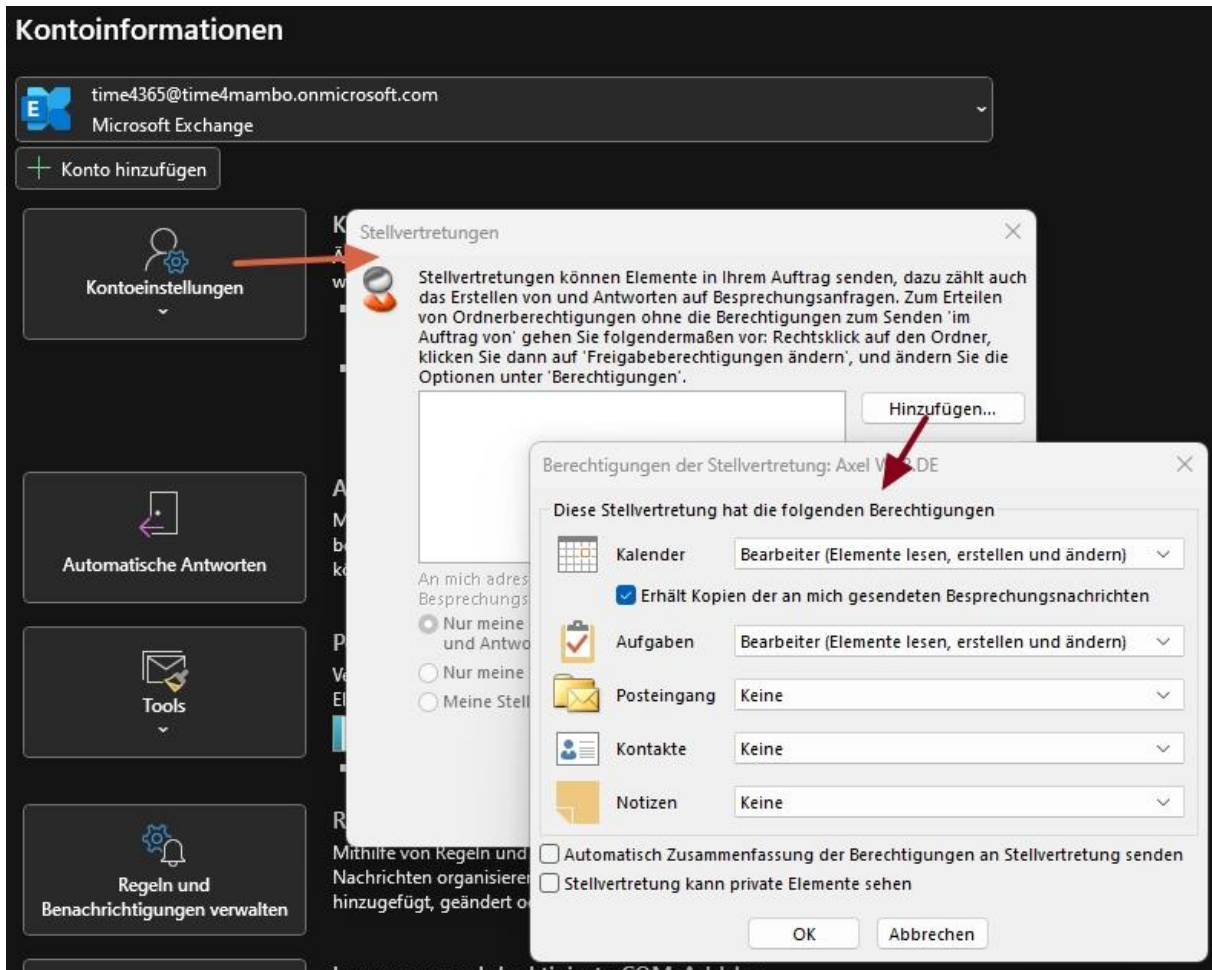 Kontoinformationen
time4365@time4mambo.onmicrosoft.com
Microsoft Exchange
Konto hinzufügen
Kontoeinstellungen
Automatische Antworten
Tools
Regeln und
Benachrichtigungen verwalten
Mithilfe von Regeln und
Nachrichten organisieren
hinzugefügt, geändert
Stellvertretungen
Stellvertretungen können Elemente in Ihrem Auftrag senden, dazu zählt auch
das Erstellen von und Antworten auf Besprechungsanfragen. Zum Erteilen
von Ordnerberechtigungen ohne die Berechtigungen zum Senden 'im
Auftrag von' gehen Sie folgendermaßen vor: Rechtsklick auf den Ordner,
klicken Sie dann auf 'Freigabeberechtigungen ändern', und ändern Sie die
Optionen unter 'Berechtigungen'.
Hinzufügen...
An mich adres
Besprechungs
Nur meine
und Antwo
Nur meine
Meine Stell
Berechtigungen der Stellvertretung: Axel .DE
Diese Stellvertretung hat die folgenden Berechtigungen
Kalender Bearbeiter (Elemente lesen, erstellen und ändern)
Erhält Kopien der an mich gesendeten Besprechungsnachrichten
Aufgaben Bearbeiter (Elemente lesen, erstellen und ändern)
Posteingang Keine
Kontakte Keine
Notizen Keine
Automatisch Zusammenfassung der Berechtigungen an Stellvertretung senden
Stellvertretung kann private Elemente sehen
OK Abbrechen